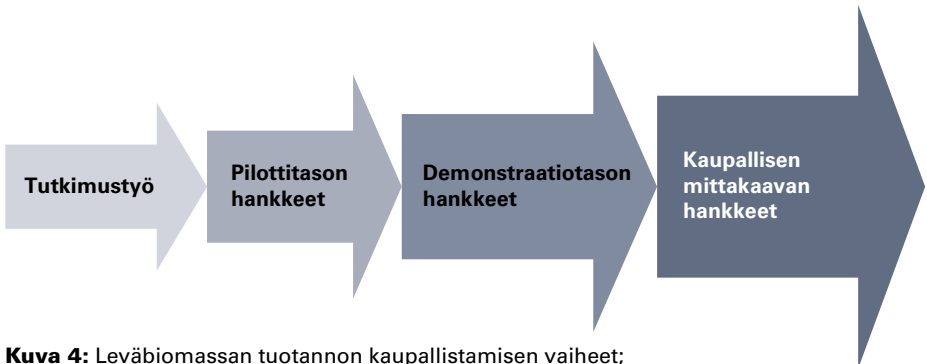 Tutkimustyö
Pilottitason
hankkeet
Demonstraatiotason
hankkeet
Kaupallisen
mittakaavan
hankkeet
Kuva 4: Leväbiomassan tuotannon kaupallistamisen vaiheet;